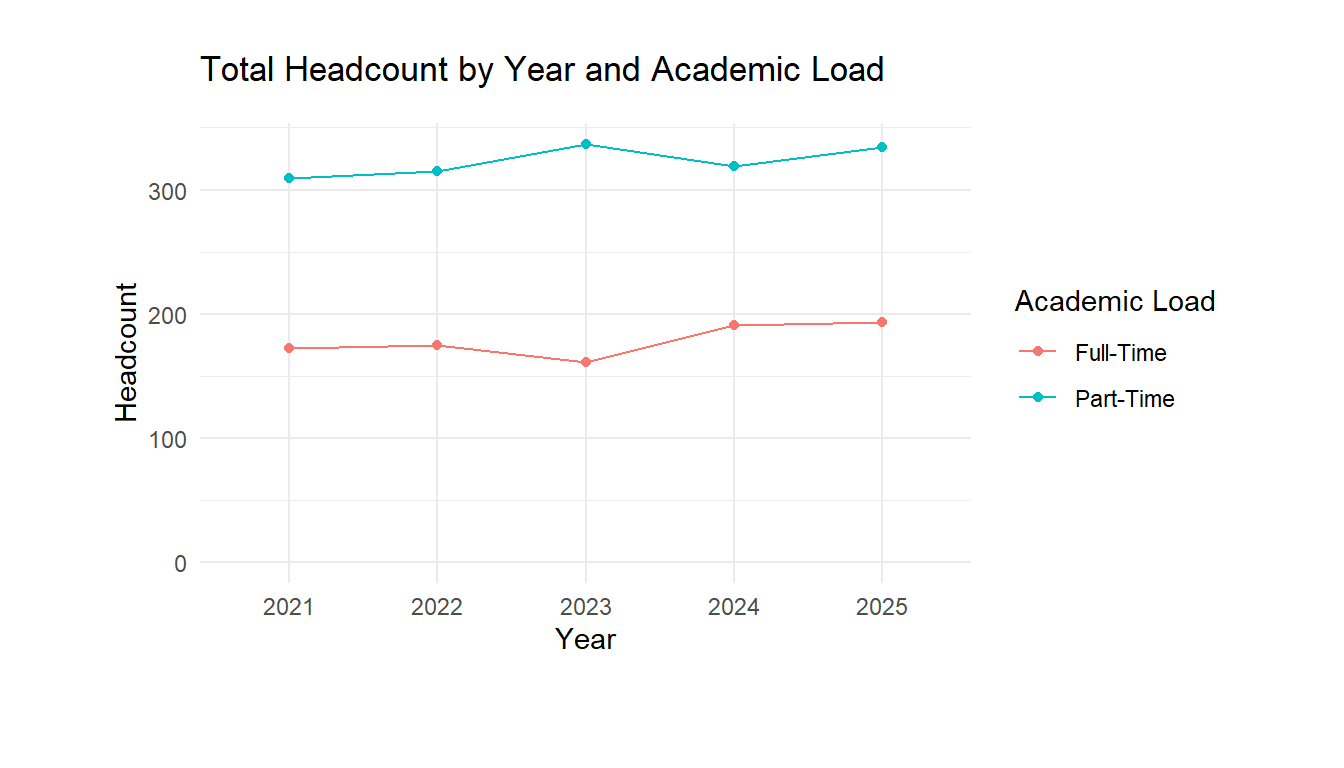 Total Headcount by Year and Academic Load
300
200
100
0
Headcount
2021 2022 2023 2024 2025
Year
Academic Load
Full-Time
Part-Time